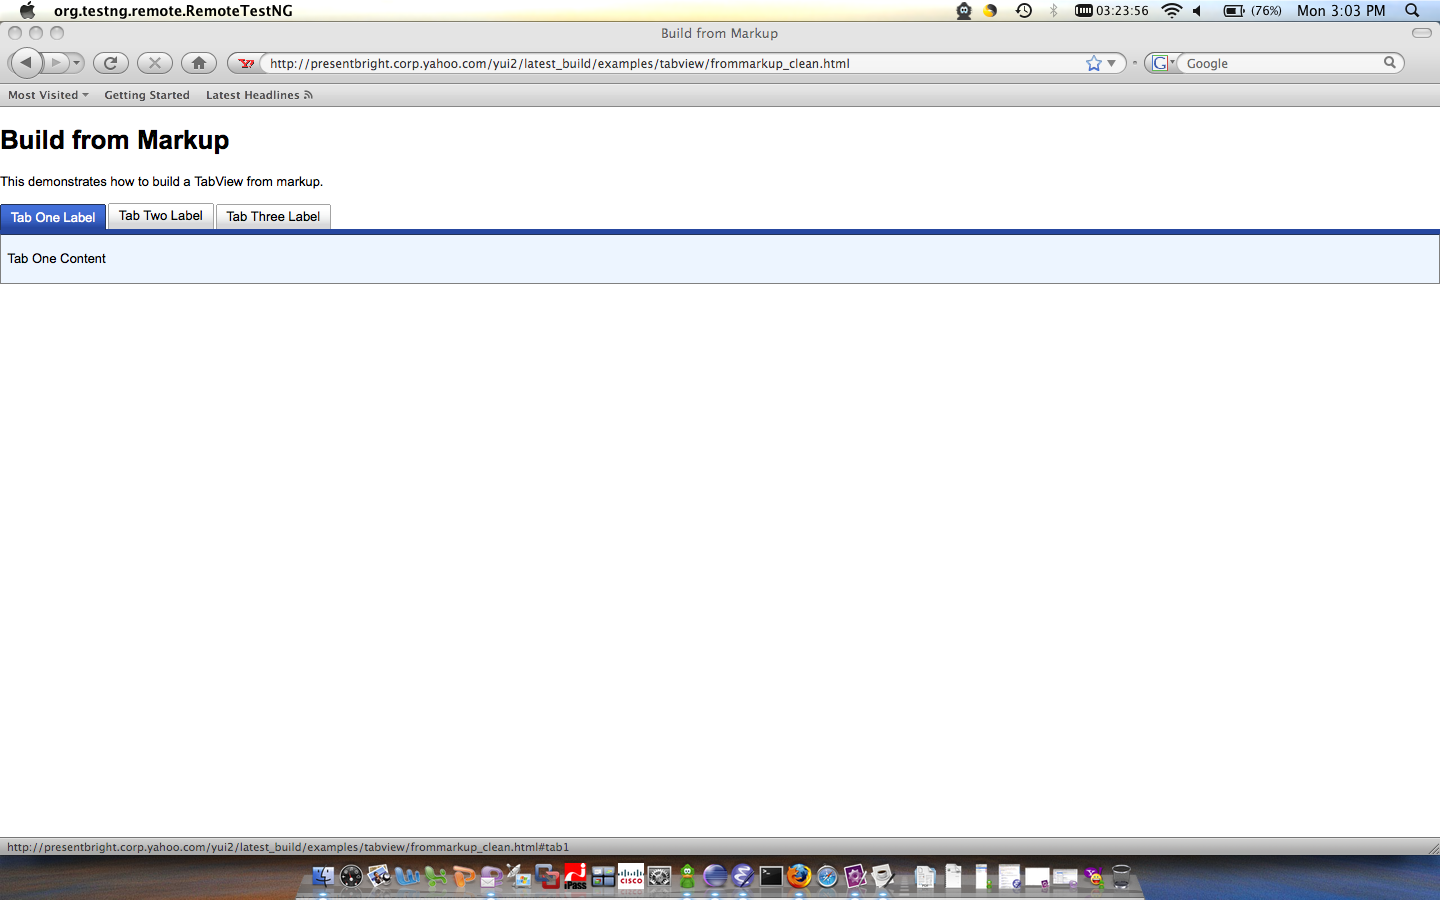 org.testng.remote.RemoteTestNG
03:23:56 (76%) Mon 3:03 PM
Build from Markup
http://presentbright.corp.yahoo.com/yui2/latest_build/examples/tabview/frommarkup_clean.html
G Google
Most Visited Getting Started Latest Headlines
Build from Markup
This demonstrates how to build a TabView from markup.
Tab One Label Tab Two Label Tab Three Label
Tab One Content
http://presentbright.corp.yahoo.com/yui2/latest_build/examples/tabview/frommarkup_clean.html#tab1
iPass
CISCO